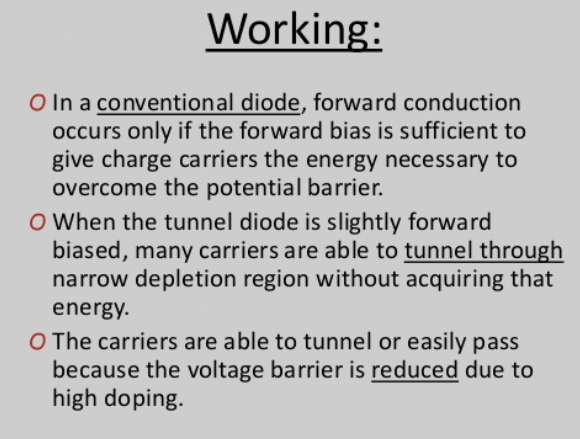 Working:
O In a conventional diode, forward conduction
occurs only if the forward bias is sufficient to
give charge carriers the energy necessary to
overcome the potential barrier.
O When the tunnel diode is slightly forward
biased, many carriers are able to tunnel through
narrow depletion region without acquiring that
energy.
O The carriers are able to tunnel or easily pass
because the voltage barrier is reduced due to
high doping.